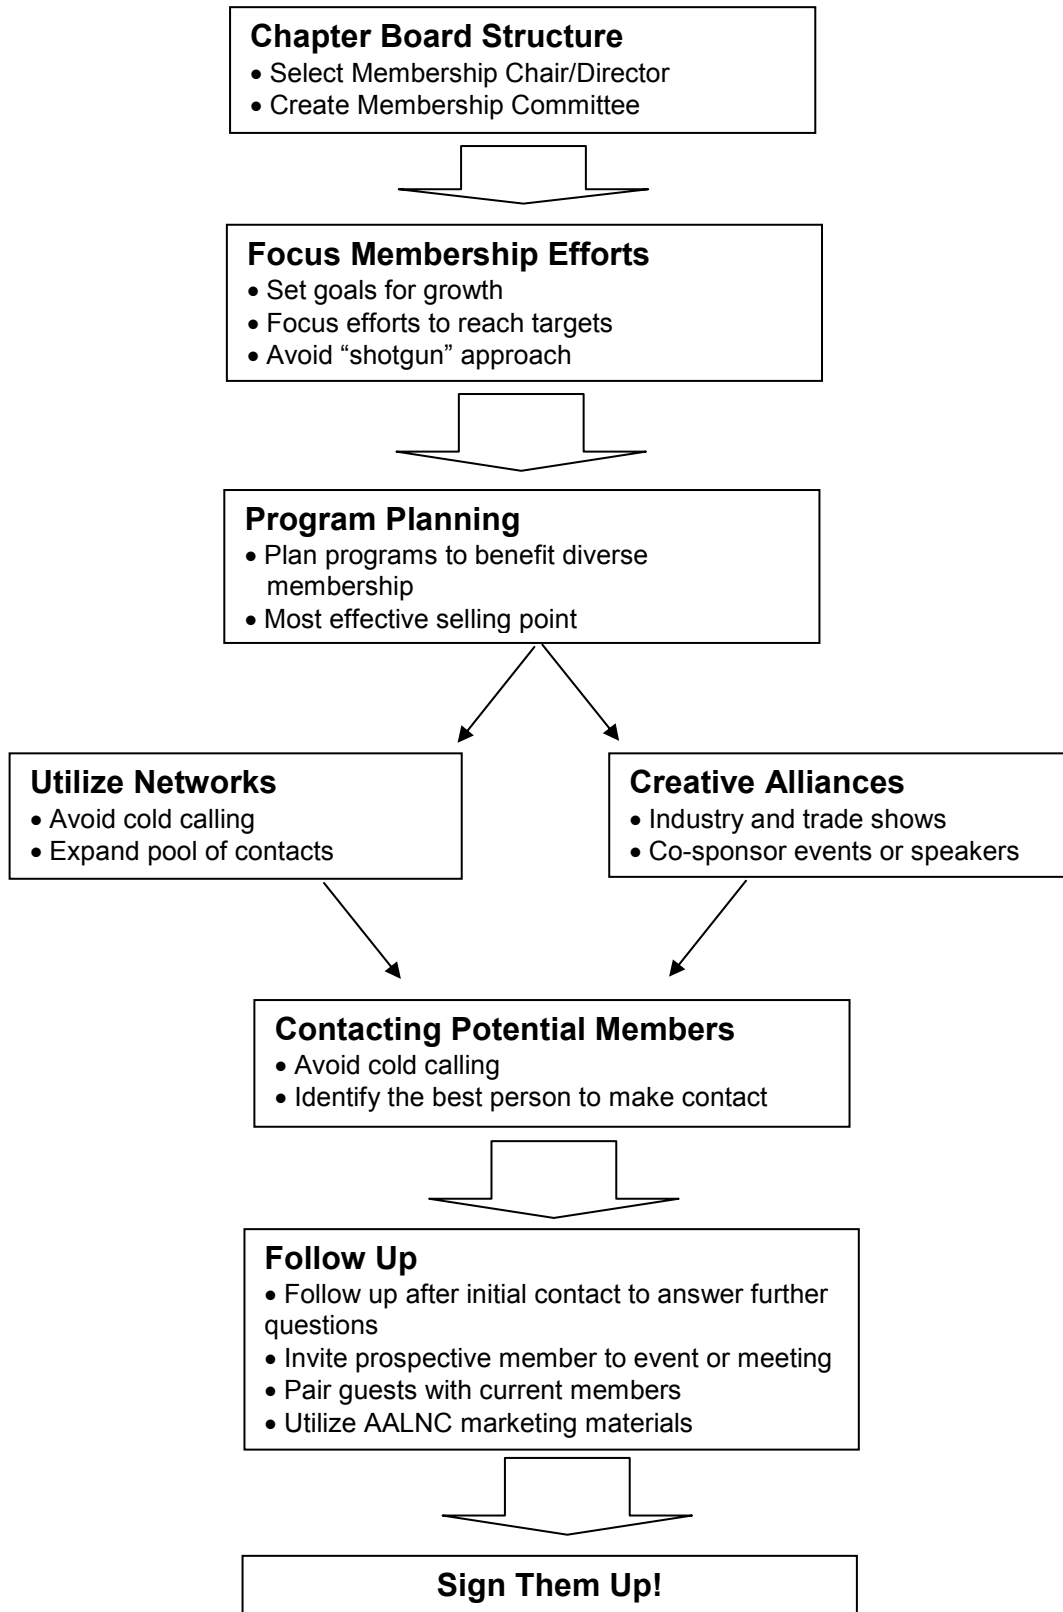 Chapter Board Structure
• Select Membership Chair/Director
• Create Membership Committee
Focus Membership Efforts
• Set goals for growth
• Focus efforts to reach targets
• Avoid “shotgun” approach
Program Planning
• Plan programs to benefit diverse
membership
• Most effective selling point
Utilize Networks
• Avoid cold calling
• Expand pool of contacts
Creative Alliances
• Industry and trade shows
• Co-sponsor events or speakers
Contacting Potential Members
• Avoid cold calling
• Identify the best person to make contact
Follow Up
• Follow up after initial contact to answer further
questions
• Invite prospective member to event or meeting
• Pair guests with current members
• Utilize AALNC marketing materials
Sign Them Up!